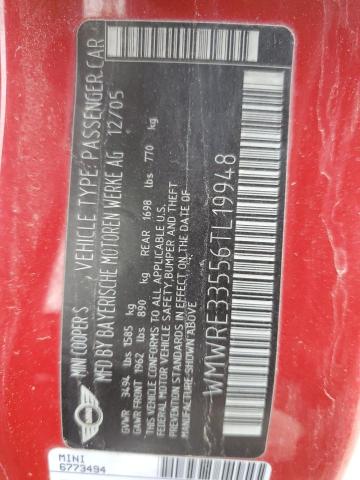 MINI COOPER S , VEHICLE TYPE: PASSENGER CAR
MFD BY BAYERISCHE MOTOREN WERKE AG 12/05
GVWR 3494 lbs 1585 kg
GAWR FRONT 1962 lbs 890 kg REAR 1698 lbs 770 kg
THIS VEHICLE CONFORMS TO ALL APPLICABLE
FEDERAL MOTOR VEHICLE SAFETY,BUMPER AND THEFT
PREVENTION STANDARDS IN EFFECT ON THE DATE OF
MANUFACTURE SHOWN ABOVE.
WMWRE33556TL19948
MINI
MINI
6773494